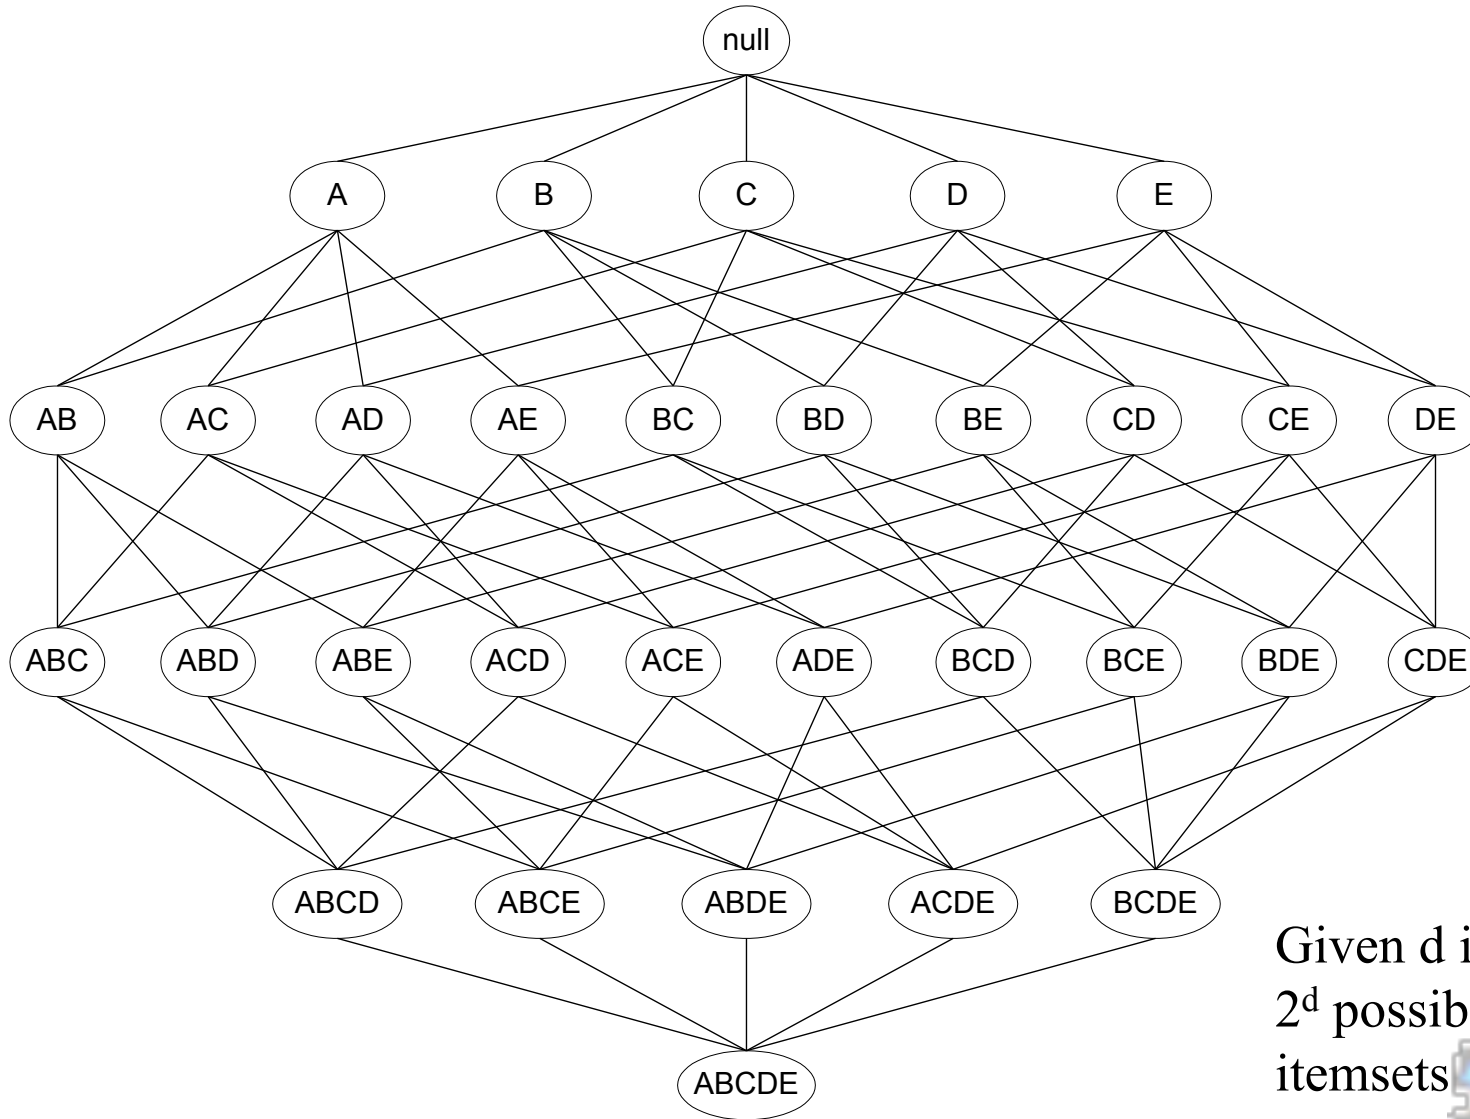 null
A B C D E
AB AC AD AE BC BD BE CD CE DE
ABC ABD ABE ACD ACE ADE BCD BCE BDE CDE
ABCD ABCE ABDE ACDE BCDE
Given d
2ᵈ
itemsets
ABCDE